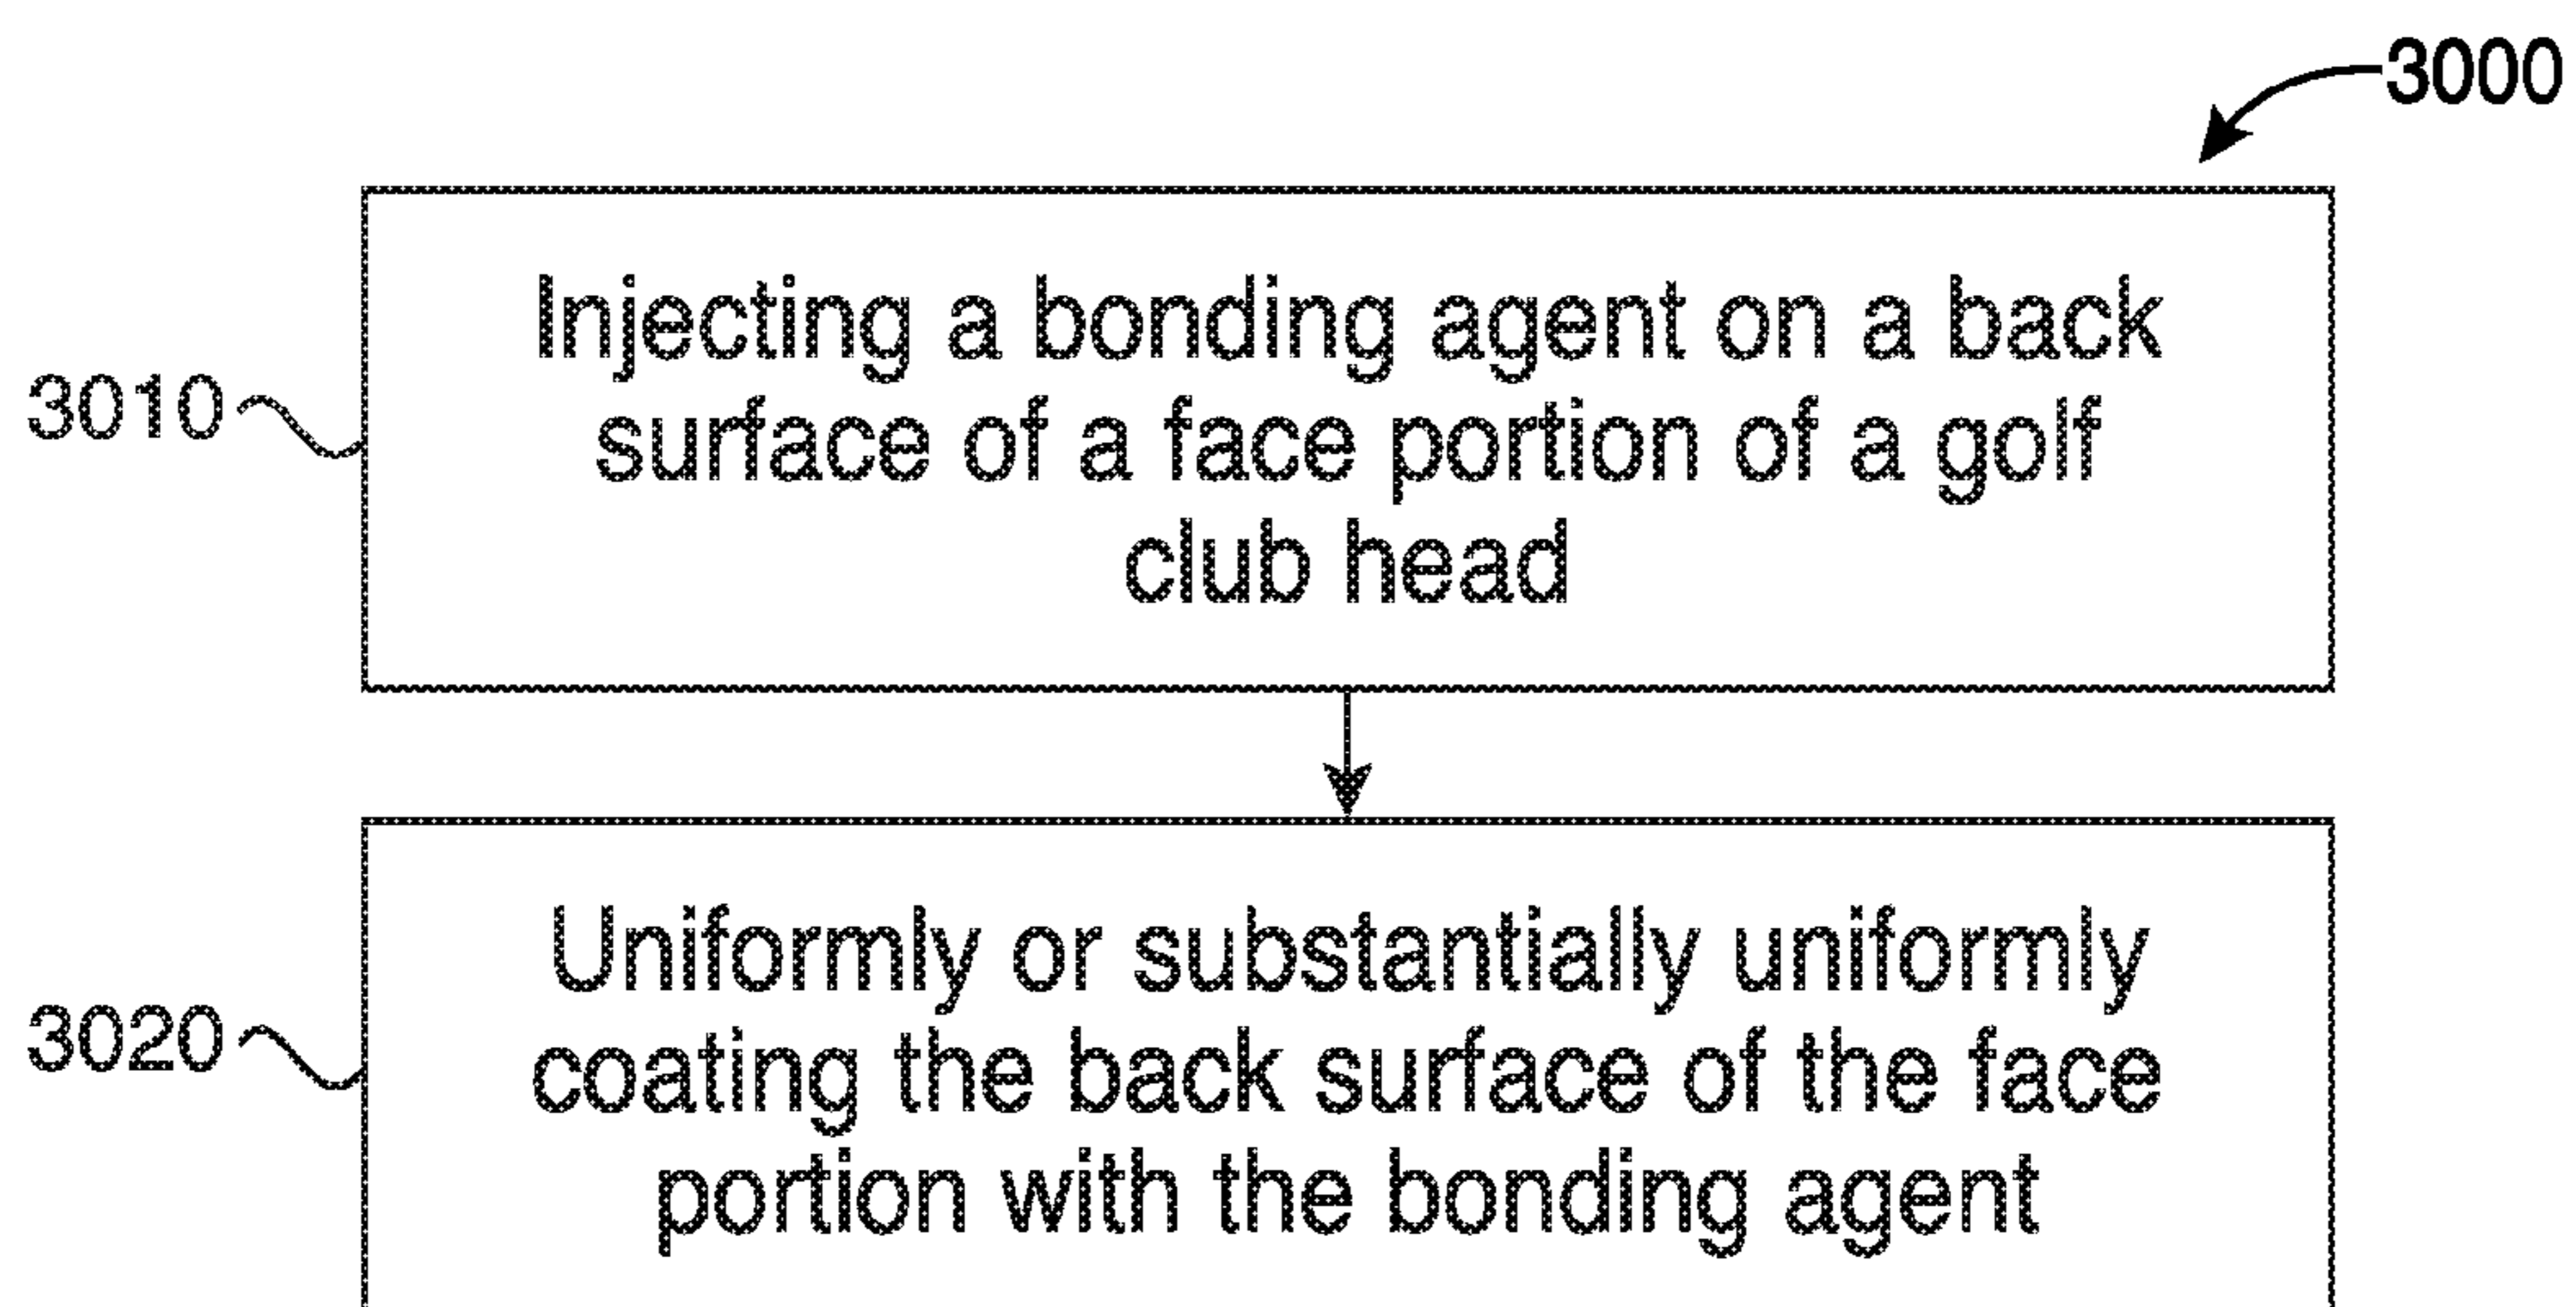 3000
Injecting a bonding agent on a back
surface of a face portion of a golf
club head
3010
Uniformly or substantially uniformly
coating the back surface of the face
portion with the bonding agent
3020